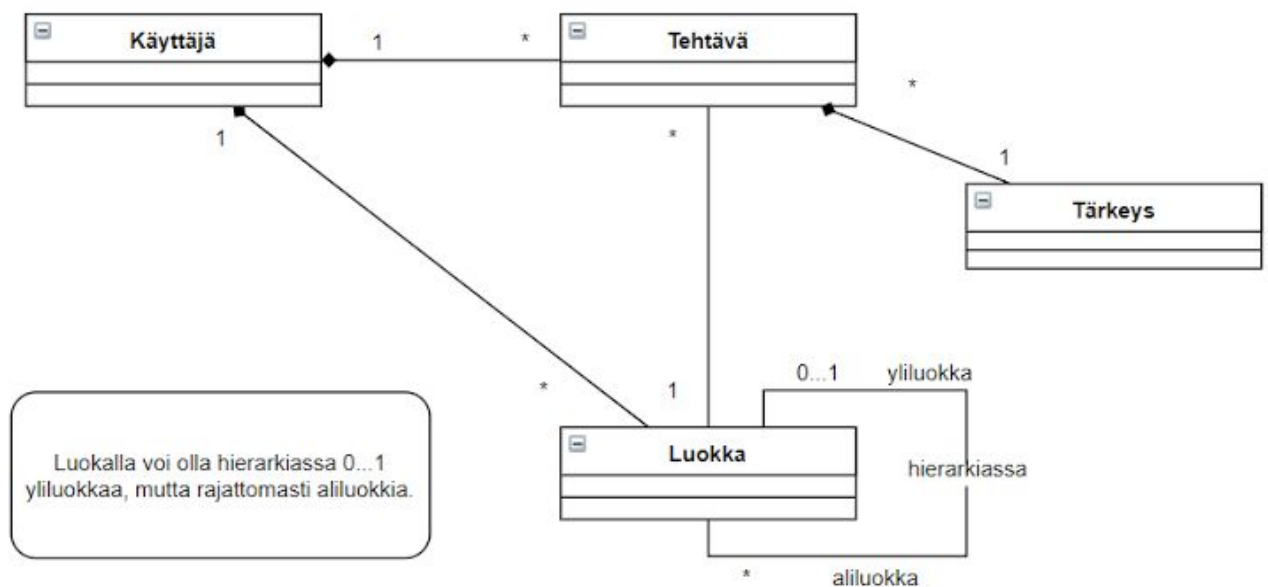 Käyttäjä
1
*
Tehtävä
1
*
*
1
Tärkeys
*
1
0...1
yliluokka
Luokka
hierarkiassa
*
aliluokka
Luokalla voi olla hierarkiassa 0...1
yliluokkaa, mutta rajattomasti aliluokkia.